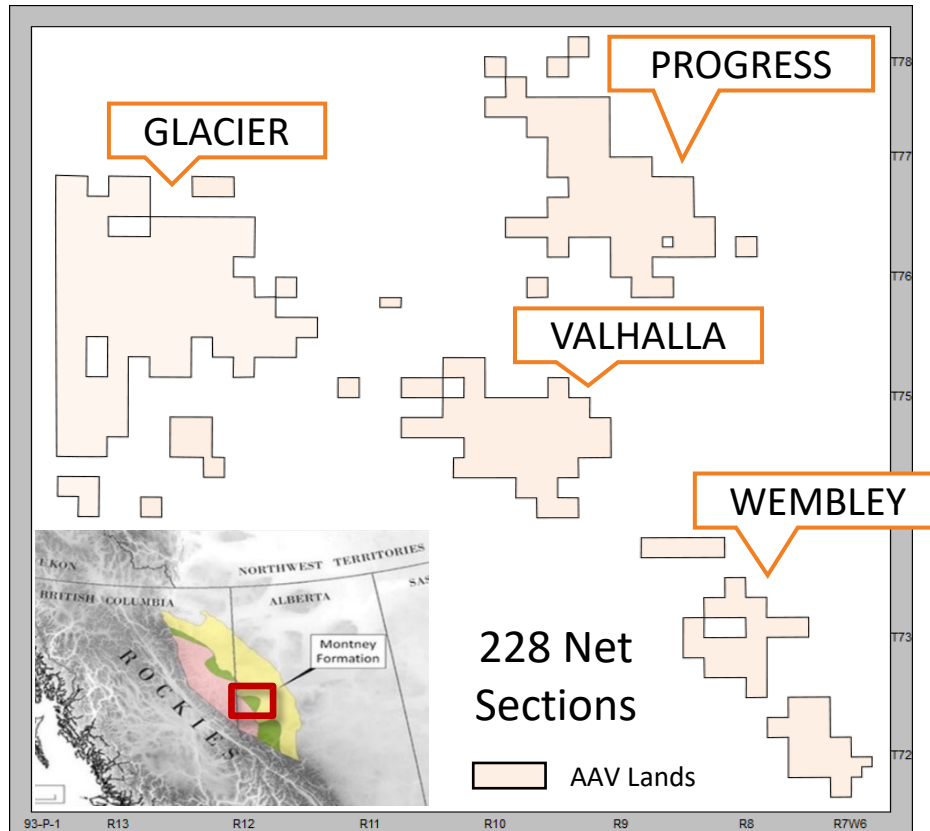 PROGRESS
T78
GLACIER
T77
T76
VALHALLA
T75
WEMBLEY
NORTHWEST TERRITORIES
BRITISH COLUMBIA
ALBERTA
Montney
Formation
ROCKIES
228 Net
Sections
T73
AAV Lands
T72
93-P-1 R13 R12 R11 R10 R9 R8 R7W6